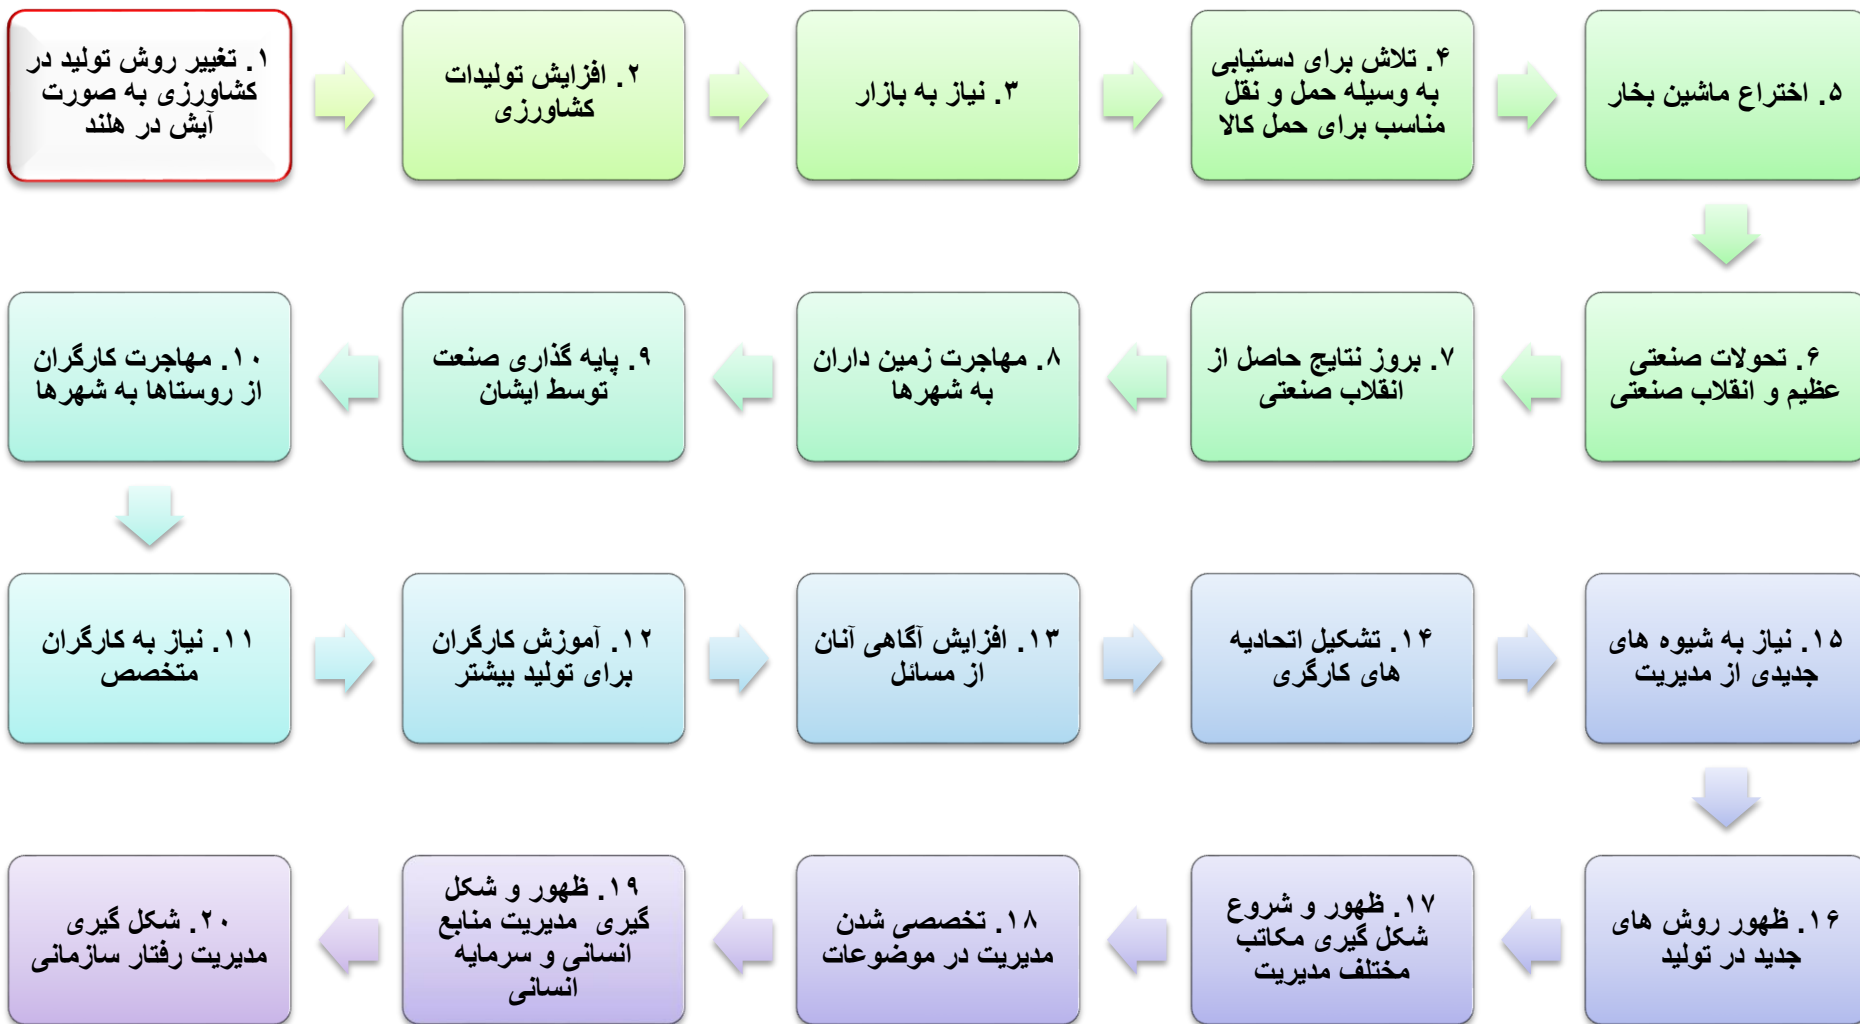 ۱. تغییر روش تولید در
کشاورزی به صورت
آیش در هلند
۲. افزایش تولیدات
کشاورزی
۳. نیاز به بازار
۴. تلاش برای دستیابی
به وسیله حمل و نقل
مناسب برای حمل کالا
۵. اختراع ماشین بخار
۶. تحولات صنعتی
عظیم و انقلاب صنعتی
۷. بروز نتایج حاصل از
انقلاب صنعتی
۸. مهاجرت زمین داران
به شهرها
۹. پایه گذاری صنعت
توسط ایشان
۱۰. مهاجرت کارگران
از روستاها به شهرها
۱۱. نیاز به کارگران
متخصص
۱۲. آموزش کارگران
برای تولید بیشتر
۱۳. افزایش آگاهی آنان
از مسائل
۱۴. تشکیل اتحادیه
های کارگری
۱۵. نیاز به شیوه های
جدیدی از مدیریت
۱۶. ظهور روش های
جدید در تولید
۱۷. ظهور و شروع
شکل گیری مکاتب
مختلف مدیریت
۱۸. تخصصی شدن
مدیریت در موضوعات
۱۹. ظهور و شکل
گیری مدیریت منابع
انسانی و سرمایه
انسانی
۲۰. شکل گیری
مدیریت رفتار سازمانی